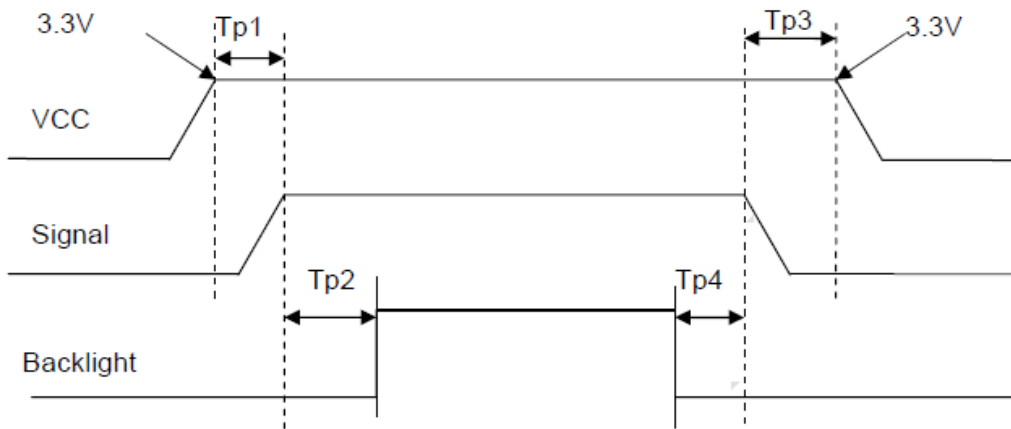 3.3V
Tp1
Tp3
3.3V
VCC
Signal
Tp2
Tp4
Backlight